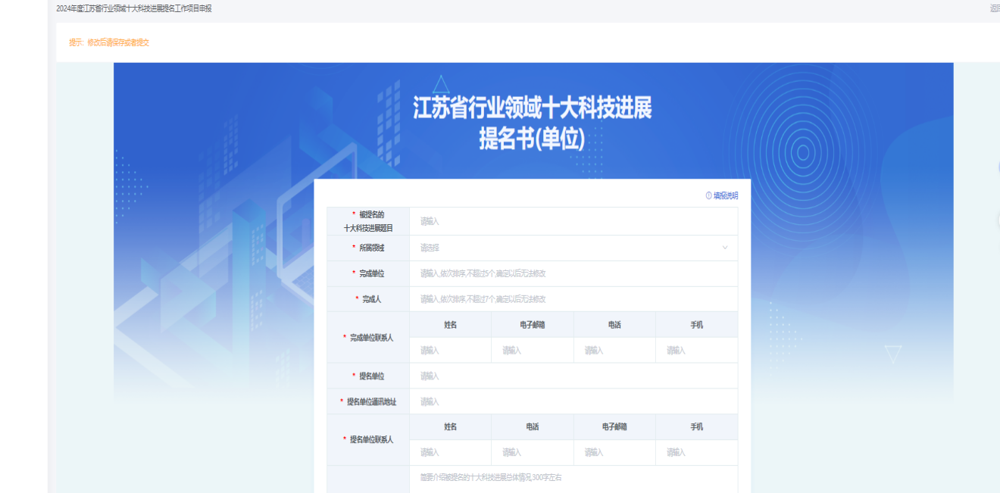 2024年度江苏省行业领域十大科技进展提名工作项目申报
返回
提示：修改后请保存或者提交
江苏省行业领域十大科技进展
提名书(单位)
填报说明
* 被提名的
十大科技进展题目
请输入
* 所属领域
请选择
* 完成单位
请输入,依次排序,不超过5个,确定以后无法修改
* 完成人
请输入,依次排序,不超过7个,确定以后无法修改
* 完成单位联系人
姓名 电子邮箱 电话 手机
请输入 请输入 请输入 请输入
* 提名单位
请输入
* 提名单位通讯地址
请输入
* 提名单位联系人
姓名 电话 电子邮箱 手机
请输入 请输入 请输入 请输入
简要介绍被提名的十大科技进展总体情况,300字左右